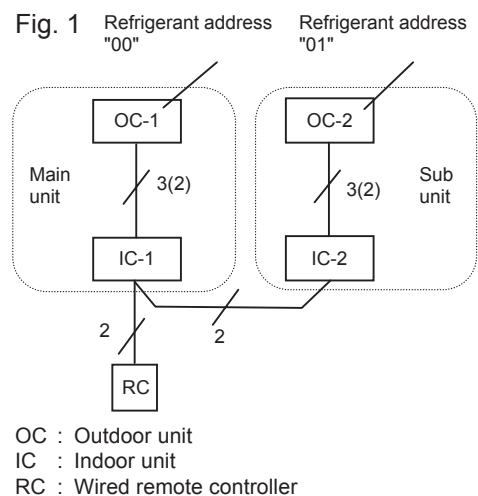 Fig. 1
Refrigerant address
"00"
Refrigerant address
"01"
OC-1
OC-2
Main
unit
3(2)
3(2)
Sub
unit
IC-1
IC-2
2
2
RC
OC : Outdoor unit
IC : Indoor unit
RC : Wired remote controller